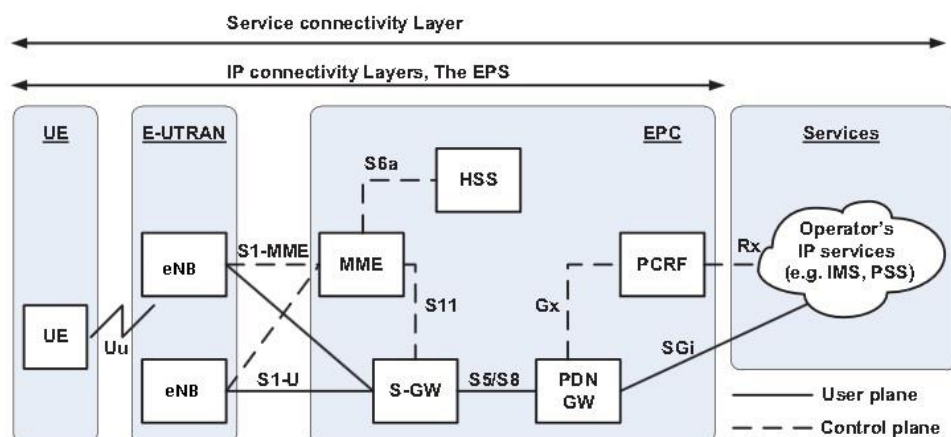 Service connectivity Layer
IP connectivity Layers, The EPS
UE
E-UTRAN
EPC
Services
S6a
HSS
eNB
S1-MME
MME
PCRF
Rx
Operator's
IP services
(e.g. IMS, PSS)
S11
Gx
UE
Uu
SGi
eNB
S1-U
S-GW
S5/S8
PDN
GW
User plane
Control plane